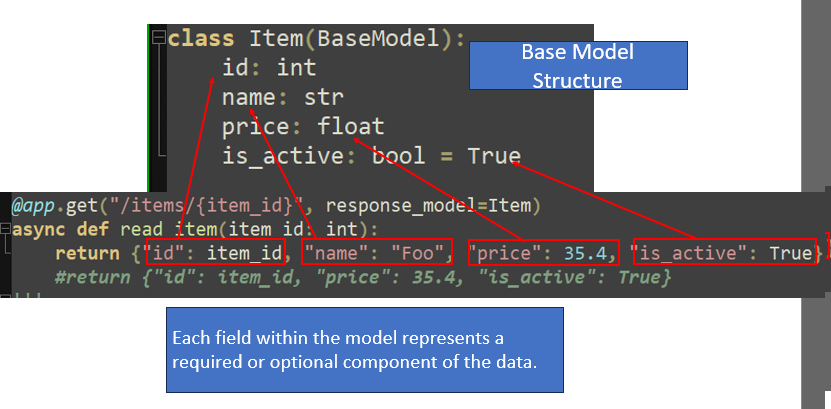 class Item(BaseModel):
Base Model
Structure
id: int
name: str
price: float
is_active: bool = True
@app.get("/items/{item_id}", response_model=Item)
async def read_item(item_id: int):
return {"id": item_id, "name": "Foo", "price": 35.4, "is_active": True}
#return {"id": item_id, "price": 35.4, "is_active": True}
Each field within the model represents a
required or optional component of the data.